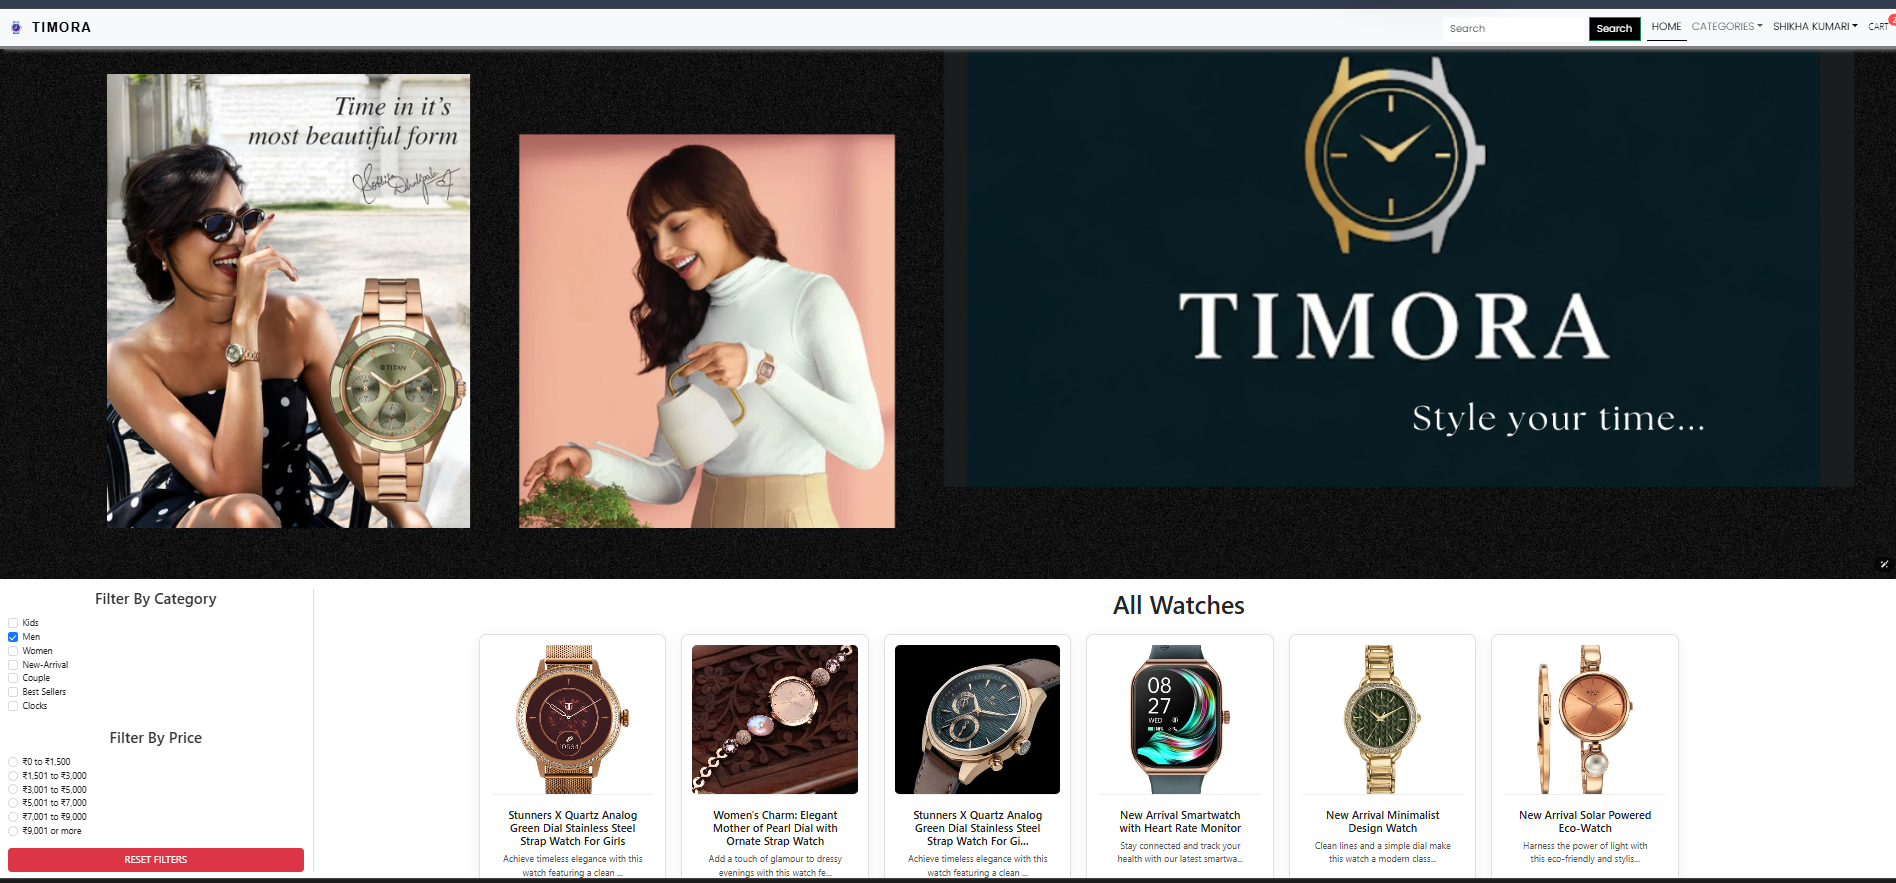 TIMORA
Search
Search
HOME
CATEGORIES
SHIKHA KUMARI
CART
Time in it's
most beautiful form
TITAN
TIMORA
Style your time...
Filter By Category
Kids
Men
Women
New-Arrival
Couple
Best Sellers
Clocks
Filter By Price
₹0 to ₹1,500
₹1,501 to ₹3,000
₹3,001 to ₹5,000
₹5,001 to ₹7,000
₹7,001 to ₹9,000
₹9,001 or more
RESET FILTERS
All Watches
08
27
WED
Stunners X Quartz Analog
Green Dial Stainless Steel
Strap Watch For Girls
Achieve timeless elegance with this
watch featuring a clean ...
Women's Charm: Elegant
Mother of Pearl Dial with
Ornate Strap Watch
Add a touch of glamour to dressy
evenings with this watch fe...
Stunners X Quartz Analog
Green Dial Stainless Steel
Strap Watch For Gi...
Achieve timeless elegance with this
watch featuring a clean ...
New Arrival Smartwatch
with Heart Rate Monitor
Stay connected and track your
health with our latest smartwa...
New Arrival Minimalist
Design Watch
Clean lines and a simple dial make
this watch a modern class...
New Arrival Solar Powered
Eco-Watch
Harness the power of light with
this eco-friendly and stylis...